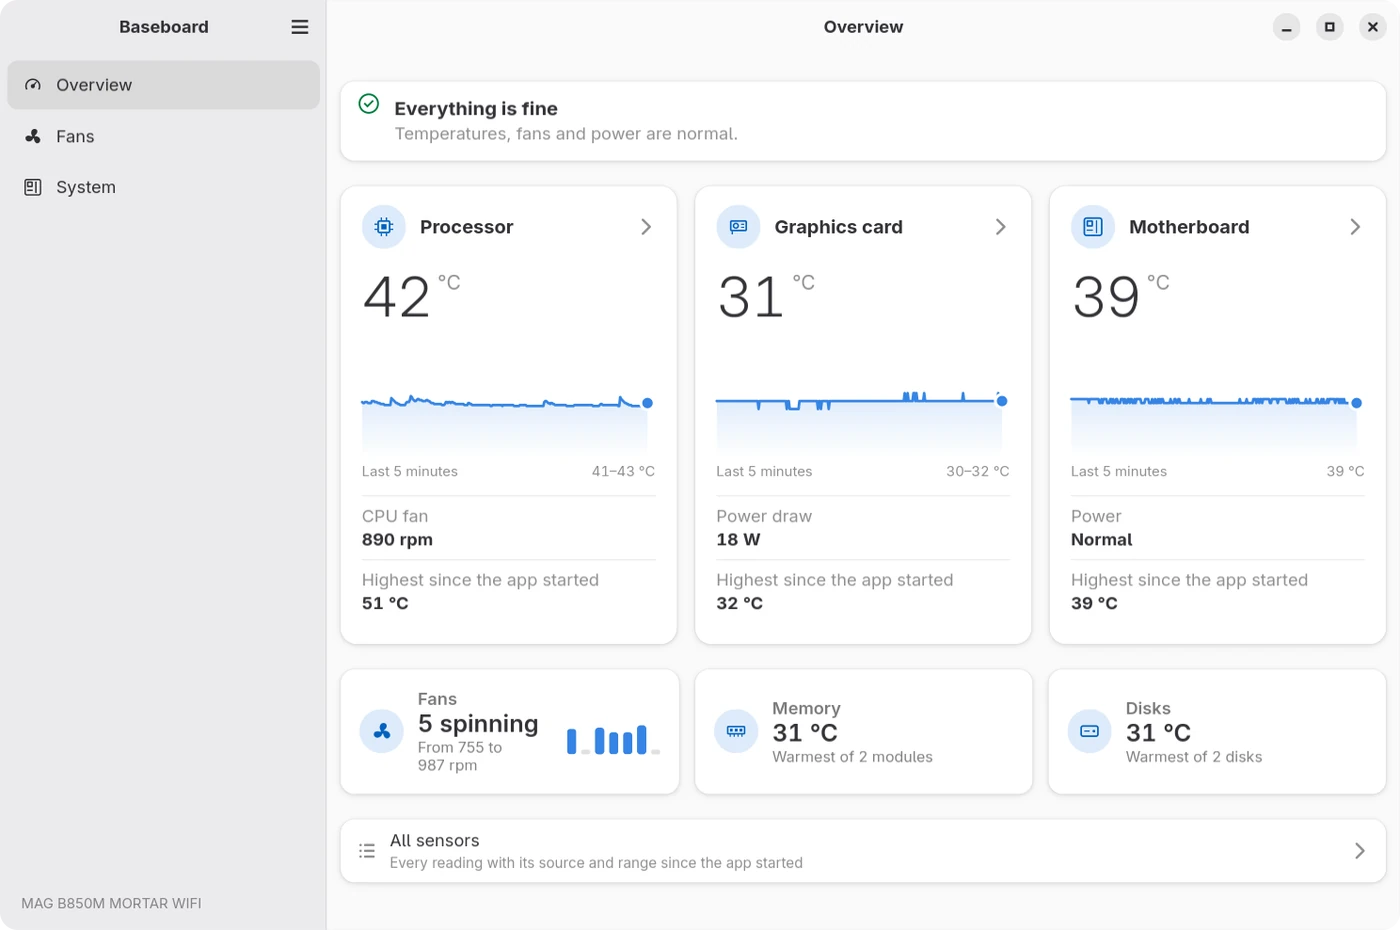 Baseboard
Overview
Overview
Fans
System
Everything is fine
Temperatures, fans and power are normal.
Processor
42 °C
Last 5 minutes 41–43 °C
CPU fan
890 rpm
Highest since the app started
51 °C
Graphics card
31 °C
Last 5 minutes 30–32 °C
Power draw
18 W
Highest since the app started
32 °C
Motherboard
39 °C
Last 5 minutes 39 °C
Power
Normal
Highest since the app started
39 °C
Fans
5 spinning
From 755 to
987 rpm
Memory
31 °C
Warmest of 2 modules
Disks
31 °C
Warmest of 2 disks
All sensors
Every reading with its source and range since the app started
MAG B850M MORTAR WIFI